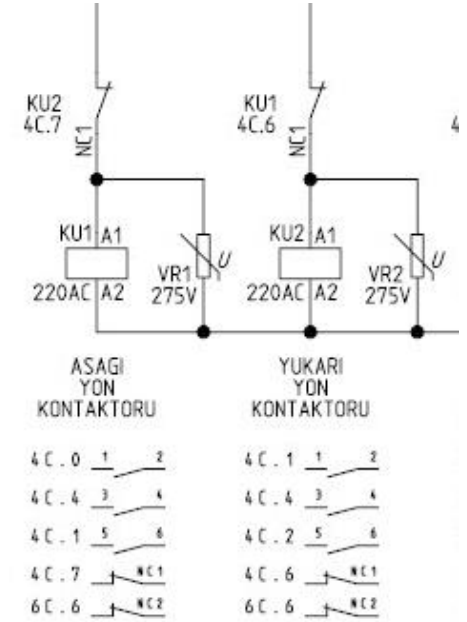 KU2
4C.7
NC1
KU1
4C.6
NC1
4
KU1 A1
220AC A2
VR1
275V
U
KU2 A1
220AC A2
VR2
275V
U
ASAGI
YON
KONTAKTORU
YUKARI
YON
KONTAKTORU
4C.0 1 2
4C.4 3 4
4C.1 5 6
4C.7 NC1
6C.6 NC2
4C.1 1 2
4C.4 3 4
4C.2 5 6
4C.6 NC1
6C.6 NC2